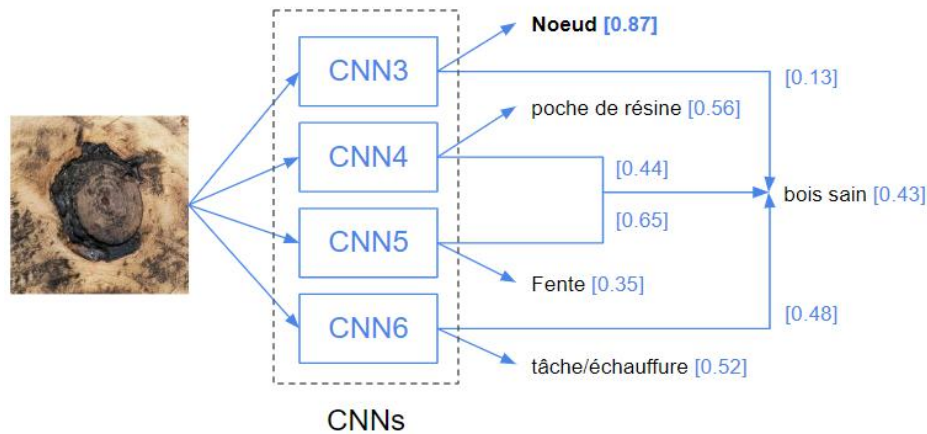 Noeud [0.87]
CNN3
[0.13]
poche de résine [0.56]
CNN4
[0.44]
bois sain [0.43]
[0.65]
CNN5
Fente [0.35]
[0.48]
CNN6
tâche/échauffure [0.52]
CNNs